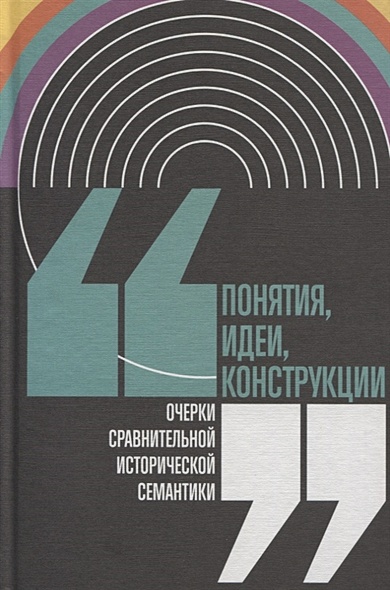 ПОНЯТИЯ,
ИДЕИ,
КОНСТРУКЦИИ
ОЧЕРКИ
СРАВНИТЕЛЬНОЙ
ИСТОРИЧЕСКОЙ
СЕМАНТИКИ